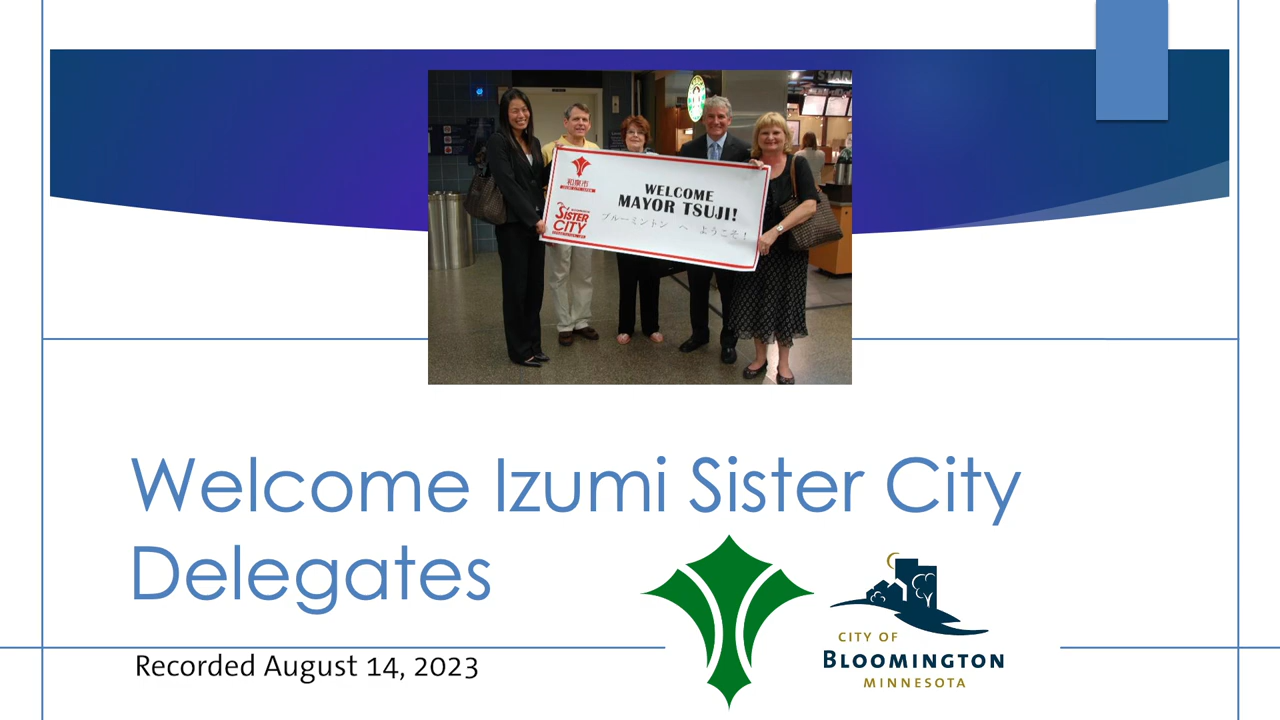 STAR
和泉市
WELCOME
MAYOR TSUJI!
ブルーミントン へ ようこそ!
SISTER
CITY
Welcome Izumi Sister City
Delegates
CITY OF
BLOOMINGTON
MINNESOTA
Recorded August 14, 2023